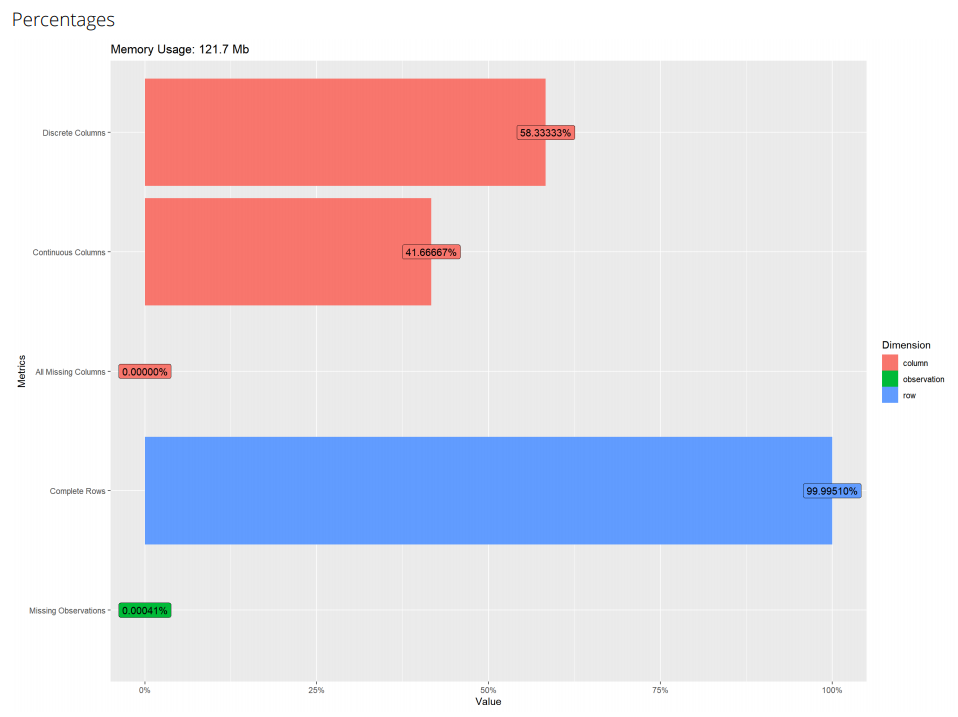 Percentages
Memory Usage: 121.7 Mb
Discrete Columns
58.33333%
Continuous Columns
41.66667%
All Missing Columns
0.00000%
Complete Rows
99.99510%
Missing Observations
0.00041%
Metrics
0%
25%
50%
75%
100%
Value
Dimension
column
observation
row